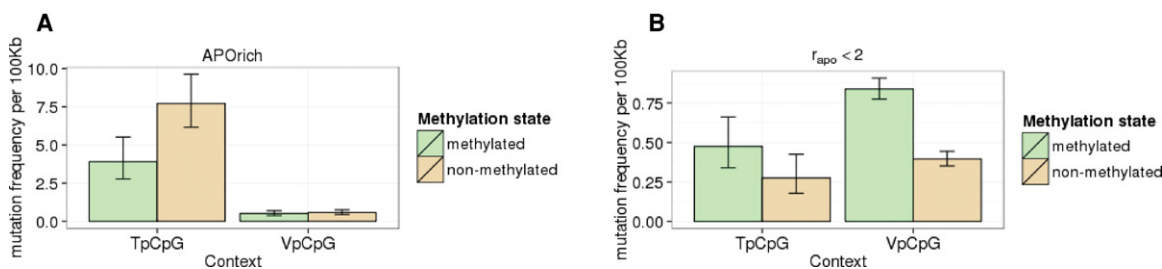 A
APOrich
mutation frequency per 100Kb
10.0
7.5
5.0
2.5
0.0
TpCpG
VpCpG
Context
Methylation state
methylated
non-methylated
B
rapo < 2
mutation frequency per 100Kb
0.75
0.50
0.25
0.00
TpCpG
VpCpG
Context
Methylation state
methylated
non-methylated